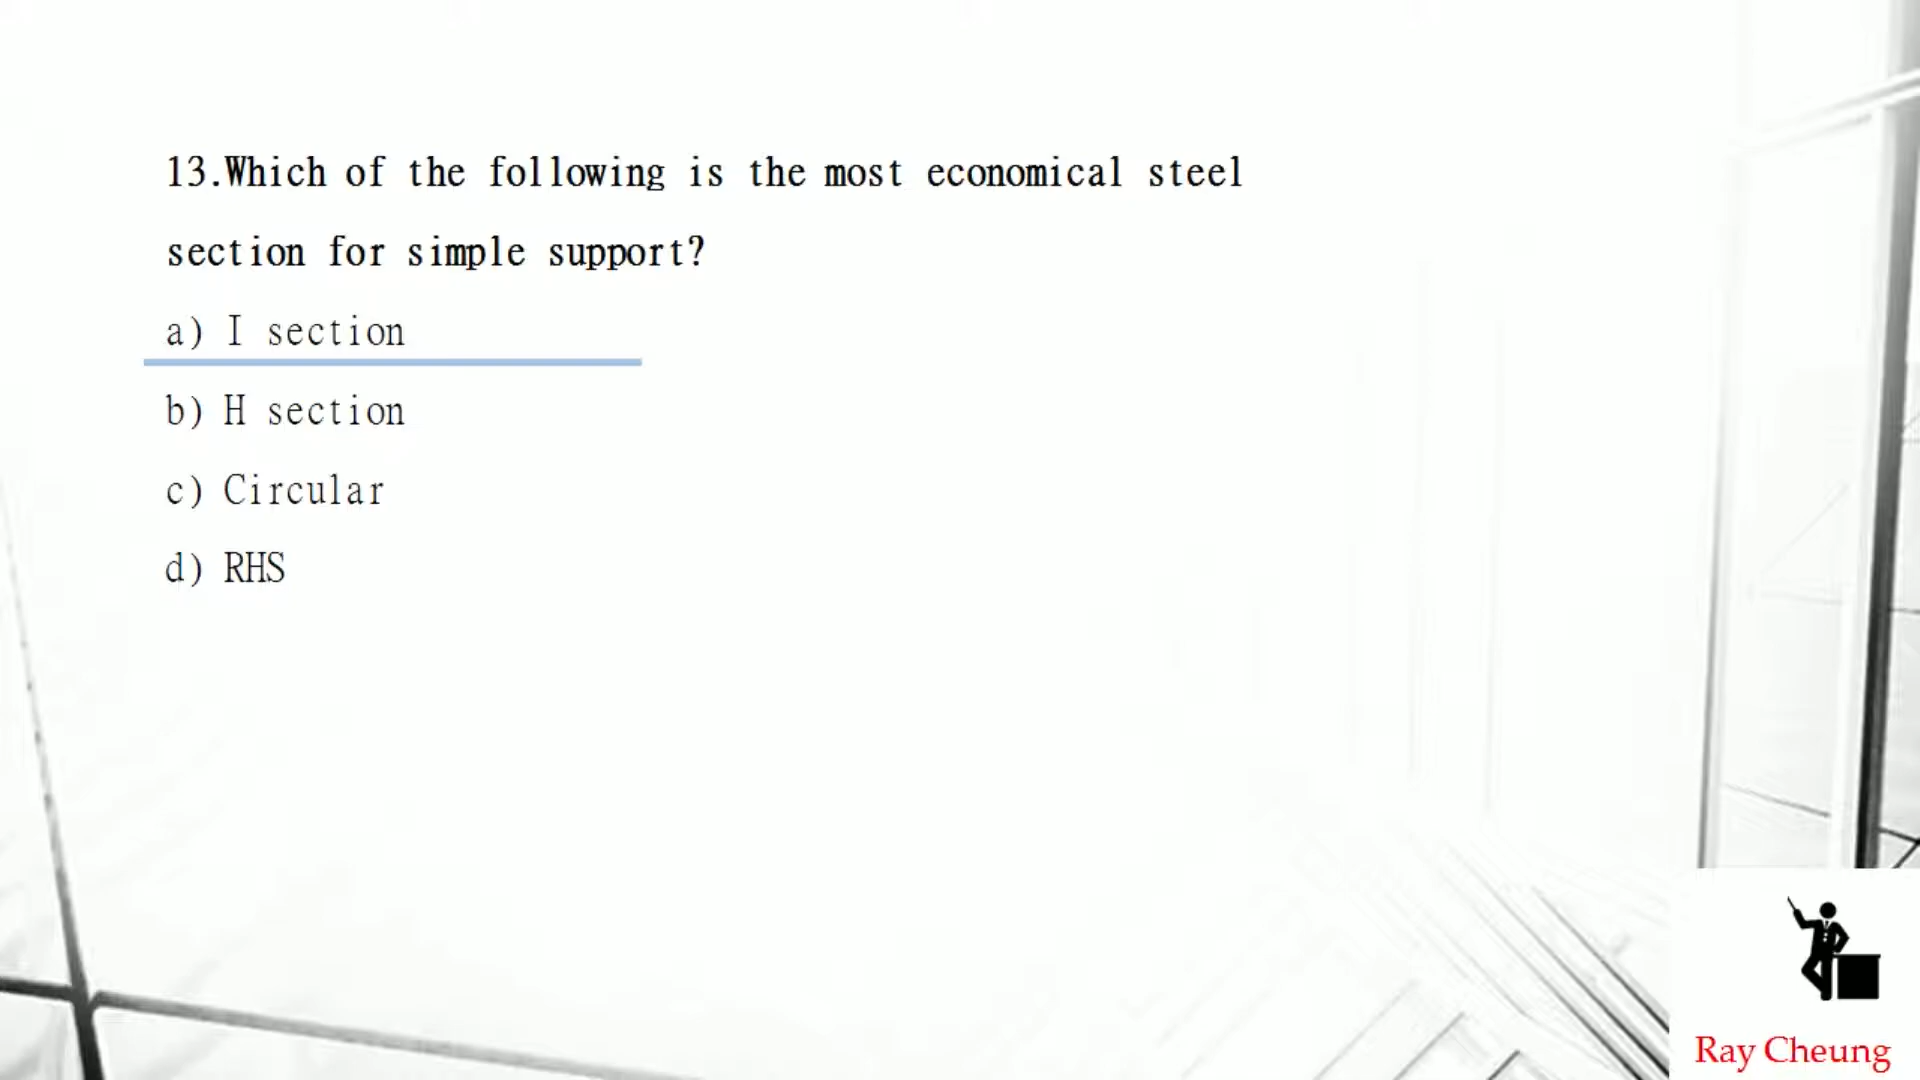 13.Which of the following is the most economical steel
section for simple support?
a) I section
b) H section
c) Circular
d) RHS
Ray Cheung